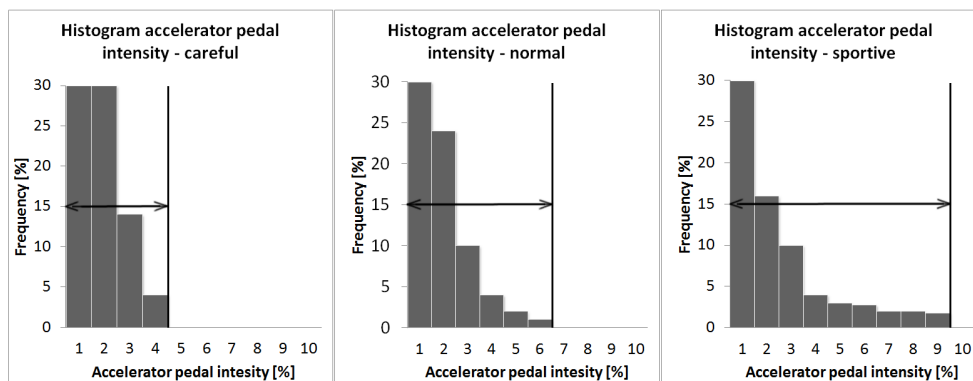 Histogram accelerator pedal
intensity - careful
30
25
20
15
10
5
0
Frequency [%]
1 2 3 4 5 6 7 8 9 10
Accelerator pedal intesity [%]
Histogram accelerator pedal
intensity - normal
30
25
20
15
10
5
0
Frequency [%]
1 2 3 4 5 6 7 8 9 10
Accelerator pedal intesity [%]
Histogram accelerator pedal
intensity - sportive
30
25
20
15
10
5
0
Frequency [%]
1 2 3 4 5 6 7 8 9 10
Accelerator pedal intensity [%]